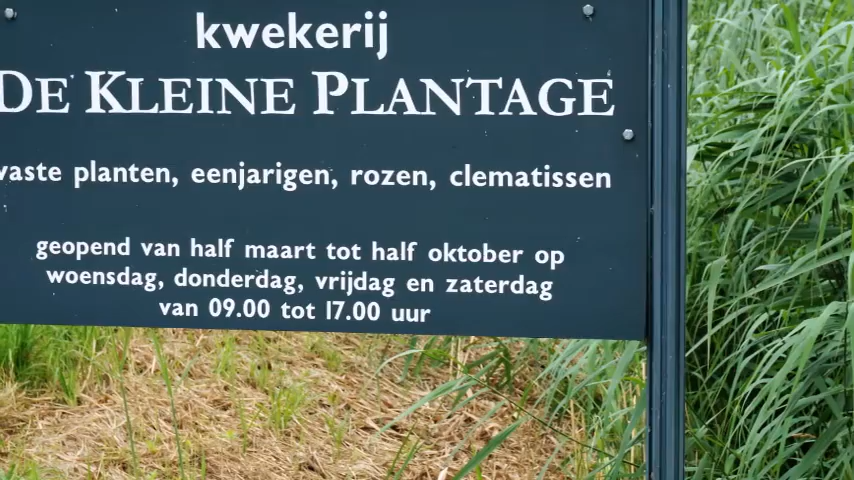 kwekerij
DE KLEINE PLANTAGE
vaste planten, eenjarigen, rozen, clematissen
geopend van half maart tot half oktober op
woensdag, donderdag, vrijdag en zaterdag
van 09.00 tot 17.00 uur